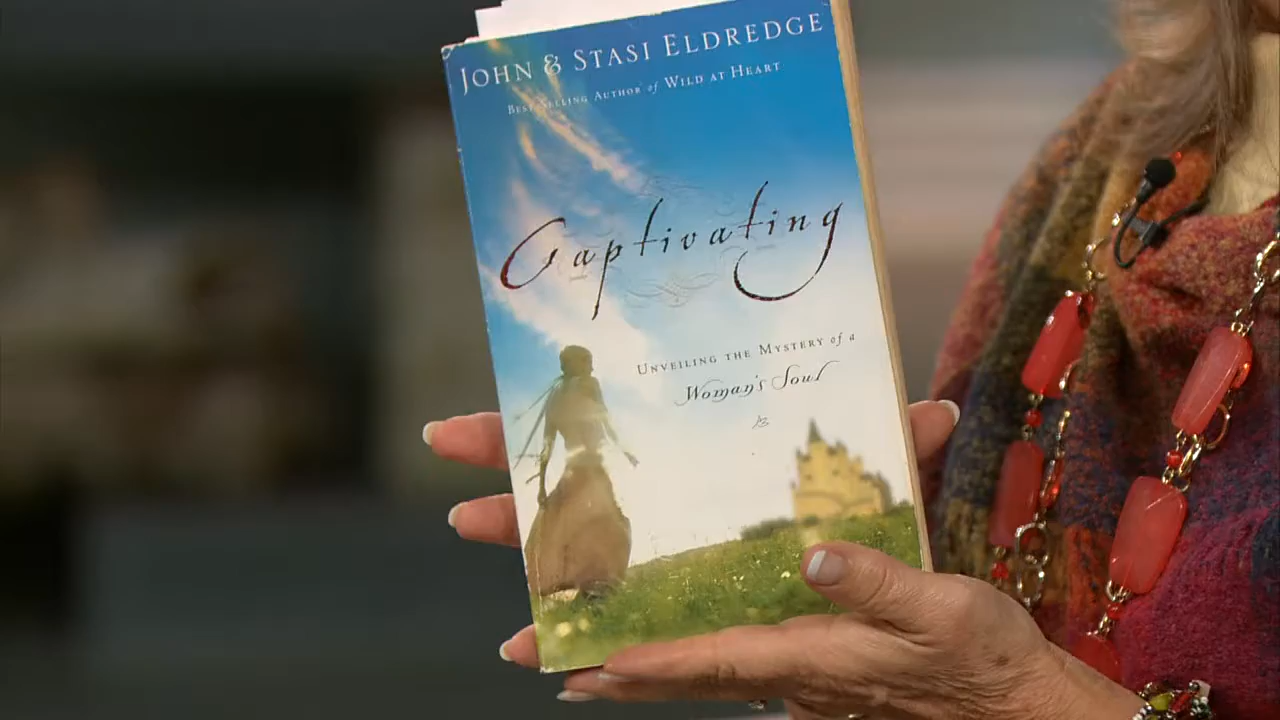 JOHN & STASI ELDREDGE
BEST-SELLING AUTHOR of WILD AT HEART
Captivating
UNVEILING THE MYSTERY of a
Woman's Soul